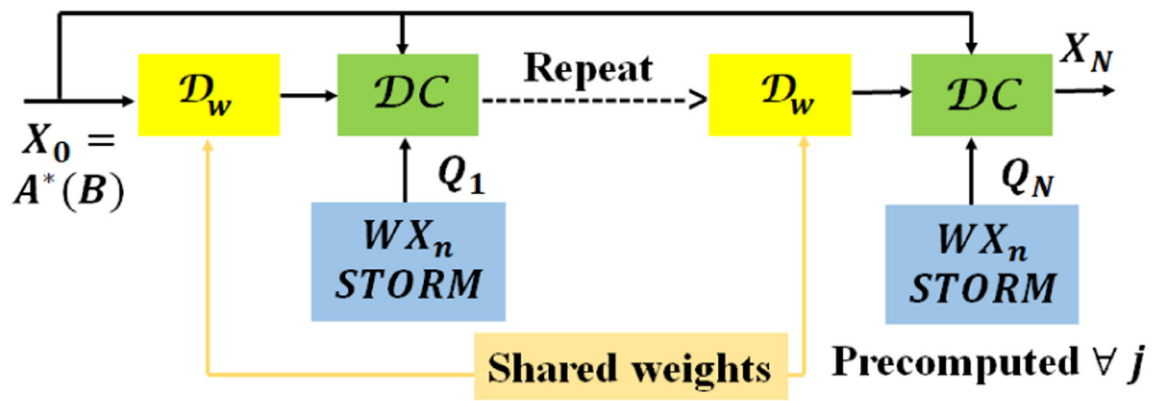 X_N
Repeat
𝒟_w
𝒟𝒞
𝒟_w
𝒟𝒞
X_0 =
A^*(B)
Q_1
Q_N
WX_n
STORM
WX_n
STORM
Shared weights
Precomputed ∀ j